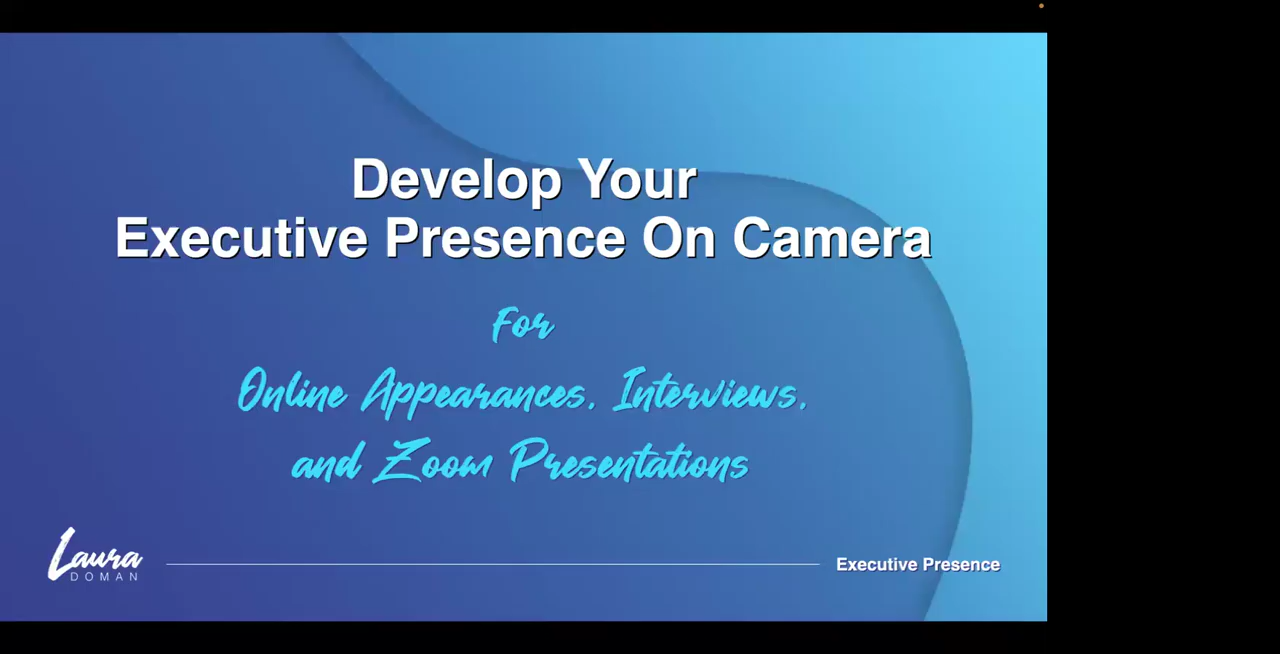 Develop Your
Executive Presence On Camera
For
Online Appearances, Interviews,
and Zoom Presentations
Laura
DOMAN
Executive Presence